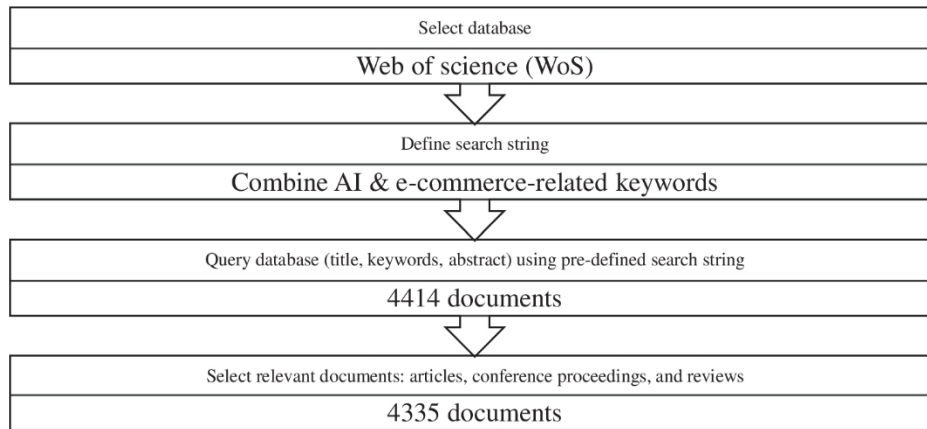 Select database
Web of science (WoS)
Define search string
Combine AI & e-commerce-related keywords
Query database (title, keywords, abstract) using pre-defined search string
4414 documents
Select relevant documents: articles, conference proceedings, and reviews
4335 documents